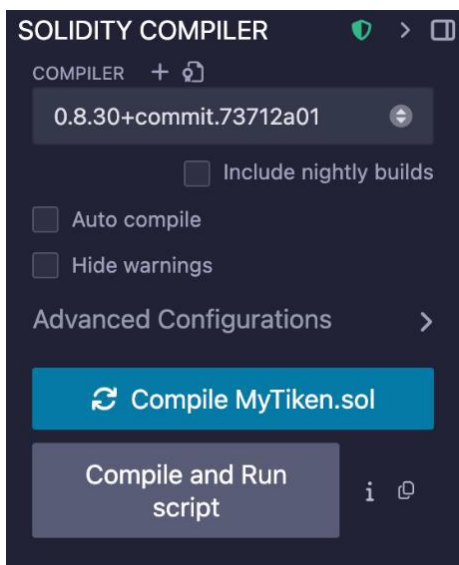 SOLIDITY COMPILER
COMPILER
0.8.30+commit.73712a01
Include nightly builds
Auto compile
Hide warnings
Advanced Configurations
Compile MyTiken.sol
Compile and Run
script
i